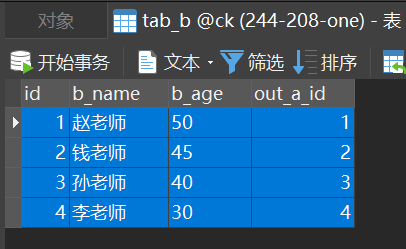 对象 tab_b @ck (244-208-one) - 表
开始事务 文本 筛选 排序
id b_name b_age out_a_id
1 赵老师 50 1
2 钱老师 45 2
3 孙老师 40 3
4 李老师 30 4